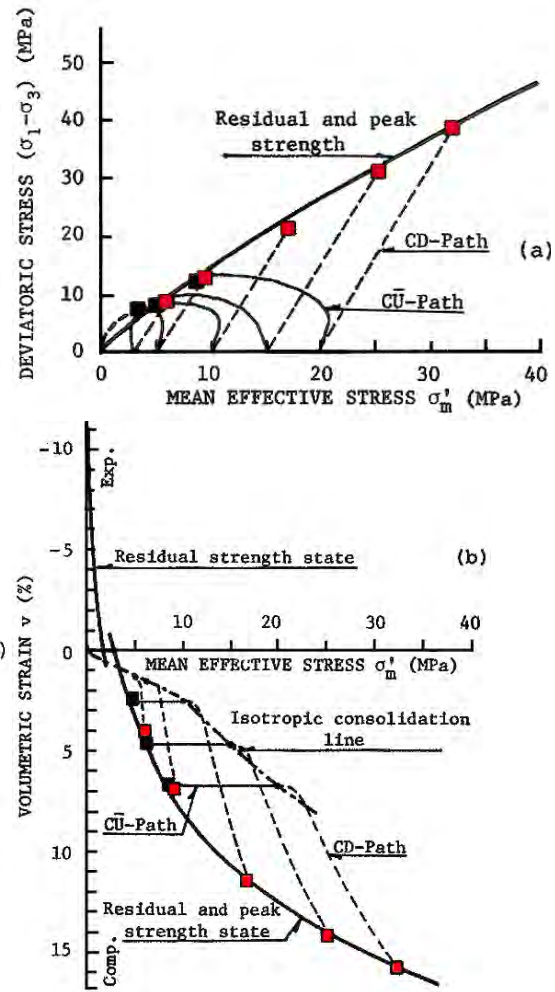 DEVIATORIC STRESS (σ₁-σ₃) (MPa)
50
40
30
20
10
0
Residual and peak
strength
CD-Path
(a)
CŪ-Path
0
10
20
30
40
MEAN EFFECTIVE STRESS σ'm (MPa)
VOLUMETRIC STRAIN v (%)
-10
-5
0
5
10
15
Exp.
Comp.
Residual strength state
(b)
10
20
30
40
MEAN EFFECTIVE STRESS σ'm (MPa)
Isotropic consolidation
line
CŪ-Path
CD-Path
Residual and peak
strength state
)